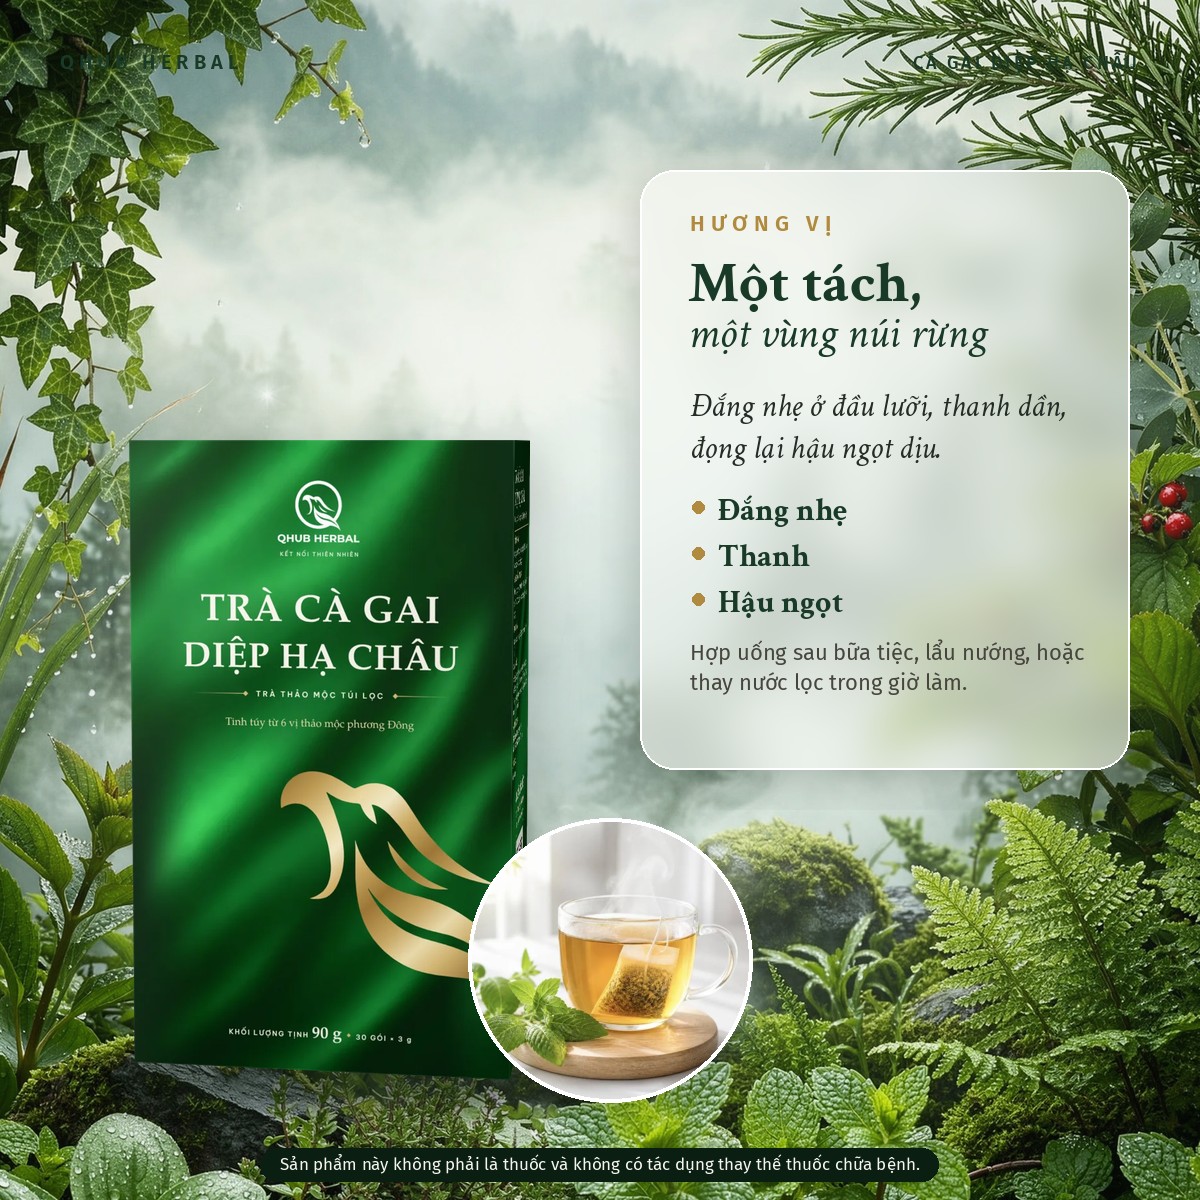 QHUB HERBAL
CÀ GAI
HƯƠNG VỊ
Một tách,
một vùng núi rừng
Đắng nhẹ ở đầu lưỡi, thanh dần,
đọng lại hậu ngọt dịu.
Đắng nhẹ
Thanh
Hậu ngọt
Hợp uống sau bữa tiệc, lẩu nướng, hoặc
thay nước lọc trong giờ làm.
QHUB HERBAL
KẾT NỐI THIÊN NHIÊN
TRÀ CÀ GAI
DIỆP HẠ CHÂU
TRÀ THẢO MỘC TÚI LỌC
Tinh túy từ 6 vị thảo mộc phương Đông
KHỐI LƯỢNG TỊNH 90 g • 30 GÓI • 3 g
Sản phẩm này không phải là thuốc và không có tác dụng thay thế thuốc chữa bệnh.